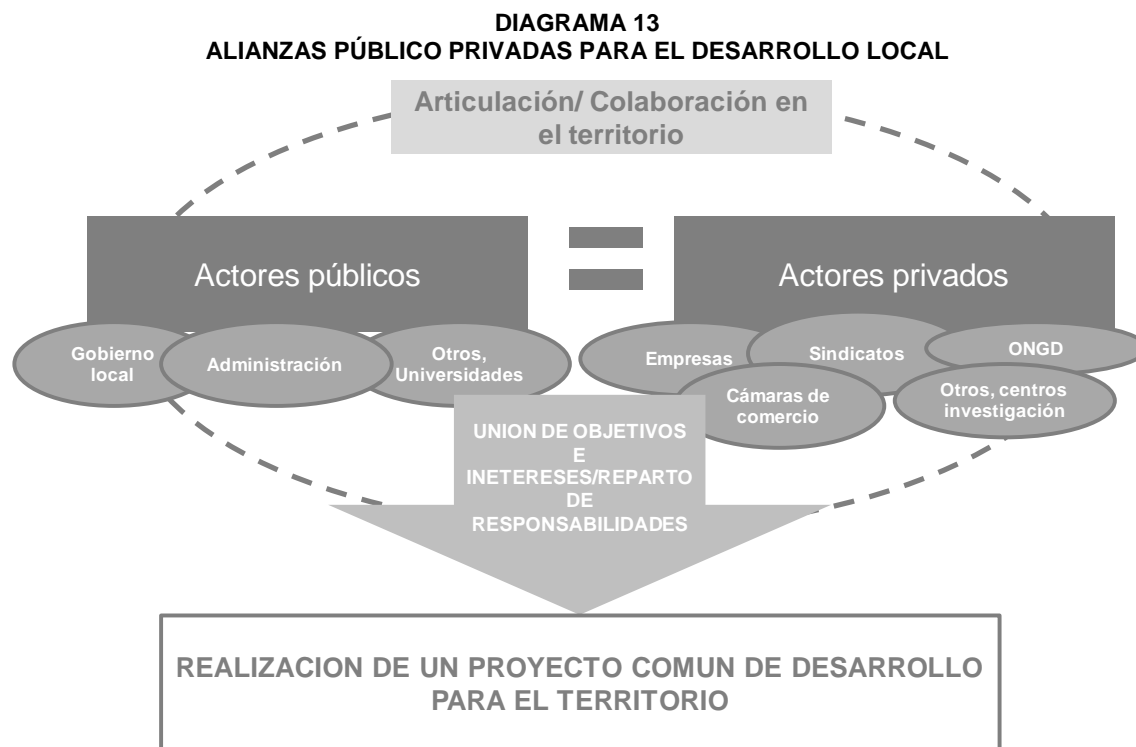 DIAGRAMA 13
ALIANZAS PÚBLICO PRIVADAS PARA EL DESARROLLO LOCAL
Articulación/ Colaboración en
el territorio
Actores públicos
Actores privados
Gobierno
local
Administración
Otros,
Universidades
Empresas
Sindicatos
ONGD
Cámaras de
comercio
Otros, centros
investigación
UNION DE OBJETIVOS
E
INETERESES/REPARTO
DE
RESPONSABILIDADES
REALIZACION DE UN PROYECTO COMUN DE DESARROLLO
PARA EL TERRITORIO